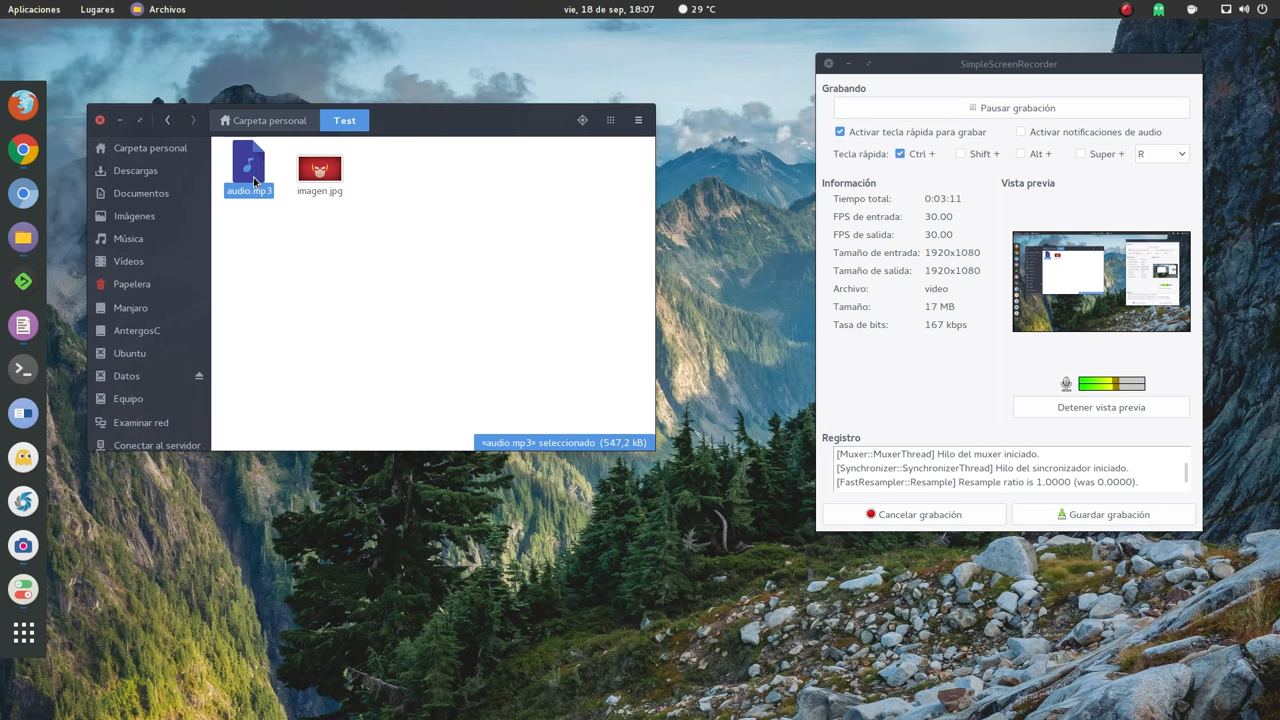 Aplicaciones Lugares Archivos vie, 18 de sep, 18:07 29 °C
Carpeta personal Test
Carpeta personal
Descargas
Documentos
Imágenes
Música
Vídeos
Papelera
Manjaro
AntergosC
Ubuntu
Datos
Equipo
Examinar red
Conectar al servidor
audio.mp3 imagen.jpg
«audio.mp3» seleccionado (547,2 kB)
SimpleScreenRecorder
Grabando
Pausar grabación
Activar tecla rápida para grabar Activar notificaciones de audio
Tecla rápida: Ctrl + Shift + Alt + Super + R
Información
Tiempo total: 0:03:11
FPS de entrada: 30.00
FPS de salida: 30.00
Tamaño de entrada: 1920x1080
Tamaño de salida: 1920x1080
Archivo: video
Tamaño: 17 MB
Tasa de bits: 167 kbps
Vista previa
Detener vista previa
Registro
[Muxer::MuxerThread] Hilo del muxer iniciado.
[Synchronizer::SynchronizerThread] Hilo del sincronizador iniciado.
[FastResampler::Resample] Resample ratio is 1.0000 (was 0.0000).
Cancelar grabación Guardar grabación